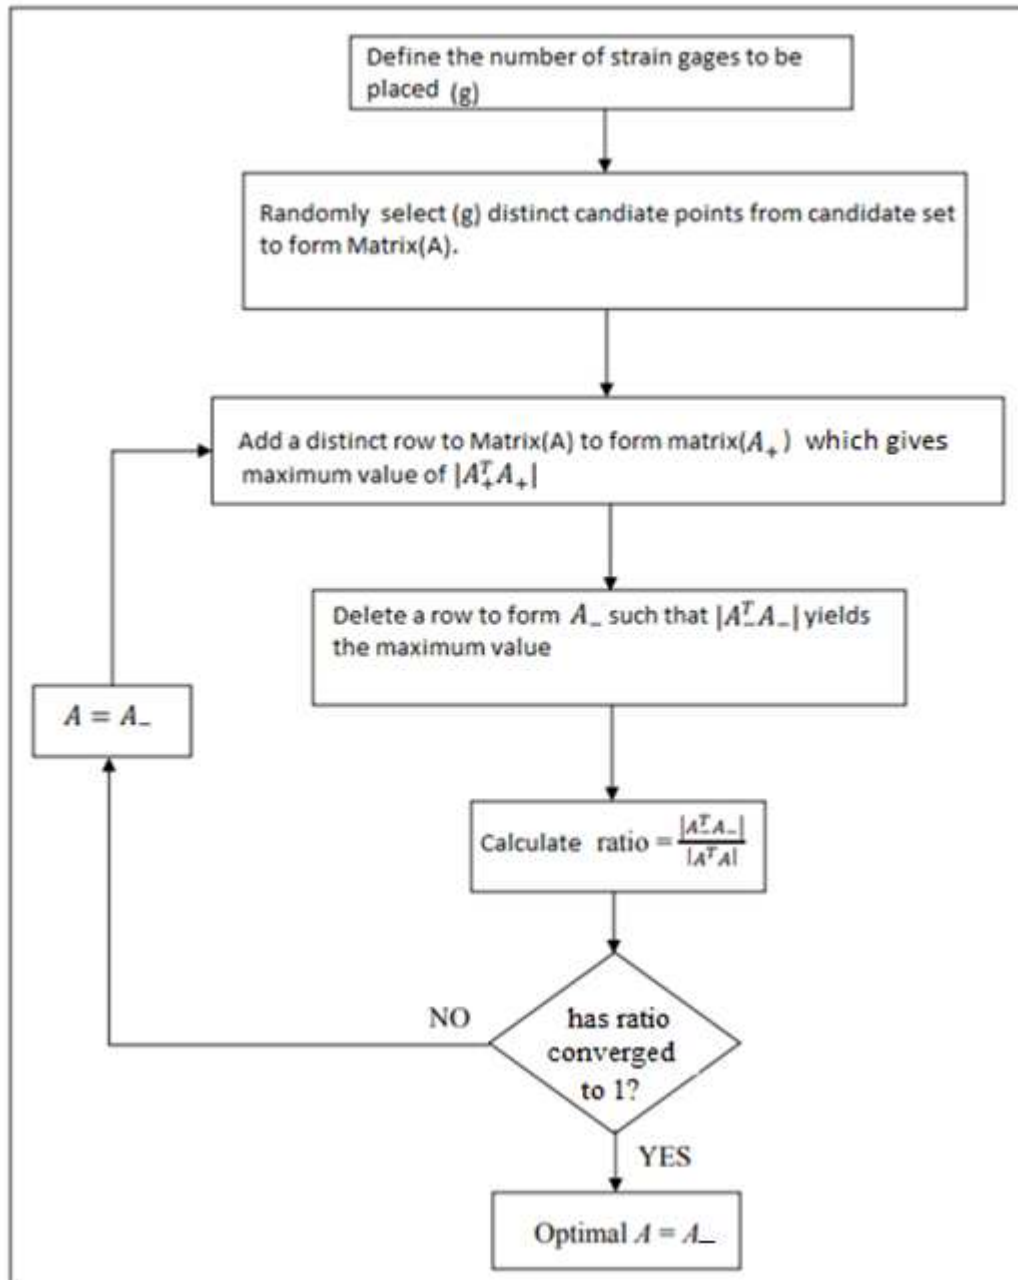 Define the number of strain gages to be
placed (g)
Randomly select (g) distinct candiate points from candidate set
to form Matrix(A).
Add a distinct row to Matrix(A) to form matrix(A₊) which gives
maximum value of |A₊ᵀA₊|
Delete a row to form A₋ such that |A₋ᵀA₋| yields
the maximum value
A = A₋
Calculate ratio = |A₋ᵀA₋| / |AᵀA|
NO
has ratio
converged
to 1?
YES
Optimal A = A₋